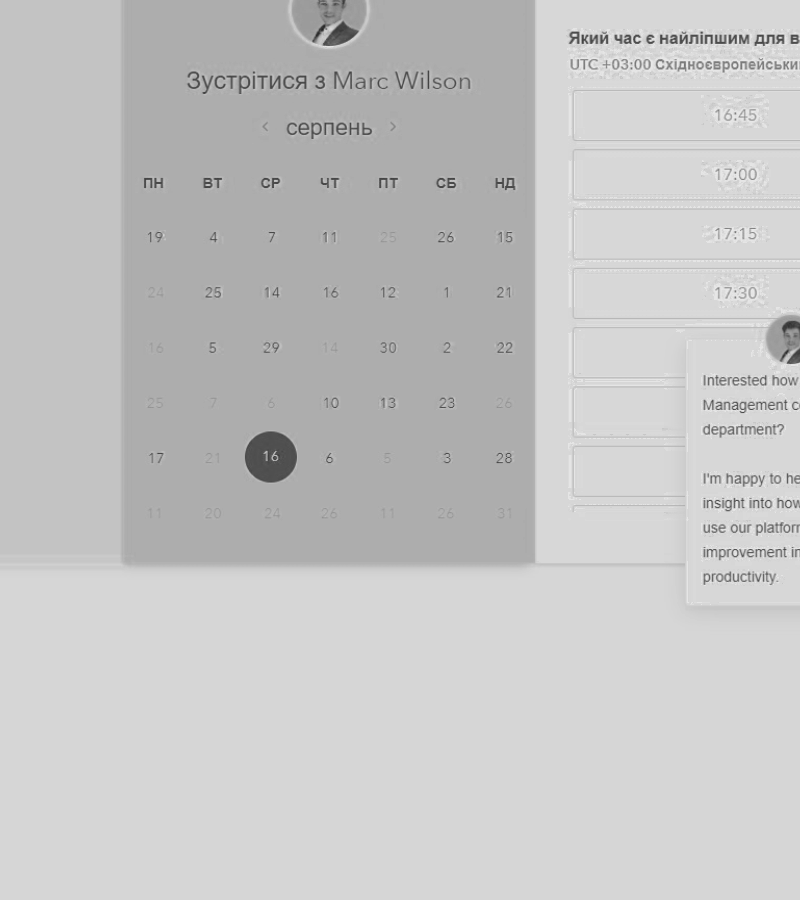 Зустрітися з Marc Wilson
серпень
ПН ВТ СР ЧТ ПТ СБ НД
19 4 7 11 25 26 15
24 25 14 16 12 1 21
16 5 29 14 30 2 22
25 7 6 10 13 23 26
17 21 16 6 5 3 28
11 20 24 26 11 26 31
Який час є найліпшим для в
UTC +03:00 Східноєвропейськи
16:45
17:00
17:15
17:30
Interested how
Management c
department?
I'm happy to he
insight into how
use our platfor
improvement in
productivity.